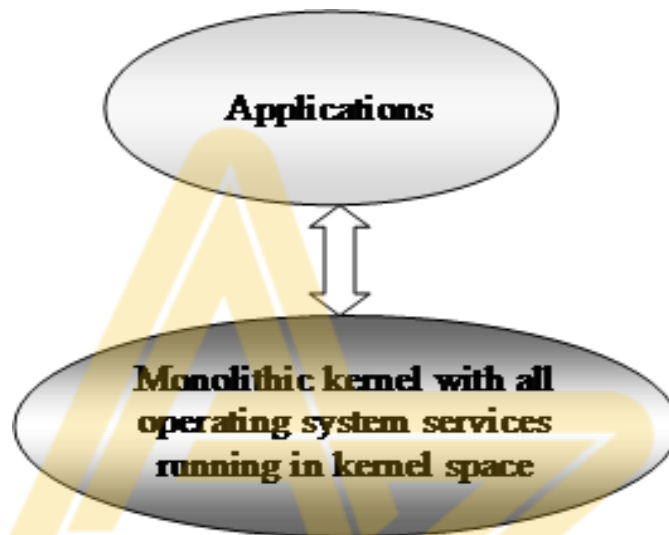 Applications
Monolithic kernel with all
operating system services
running in kernel space